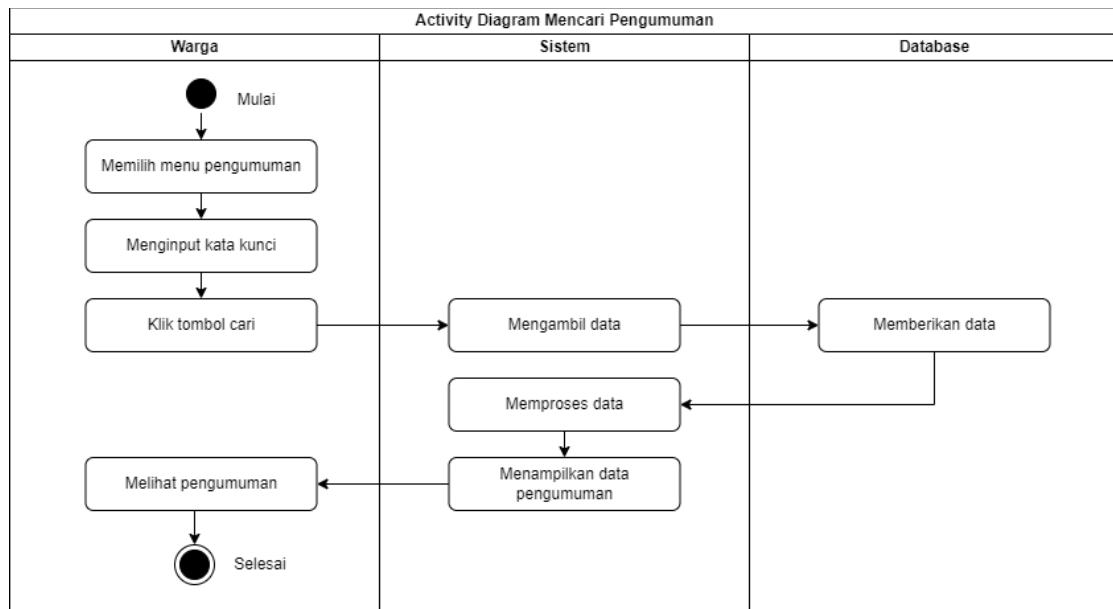 Activity Diagram Mencari Pengumuman
Warga
Sistem
Database
Mulai
Memilih menu pengumuman
Menginput kata kunci
Klik tombol cari
Mengambil data
Memberikan data
Memproses data
Menampilkan data
pengumuman
Melihat pengumuman
Selesai